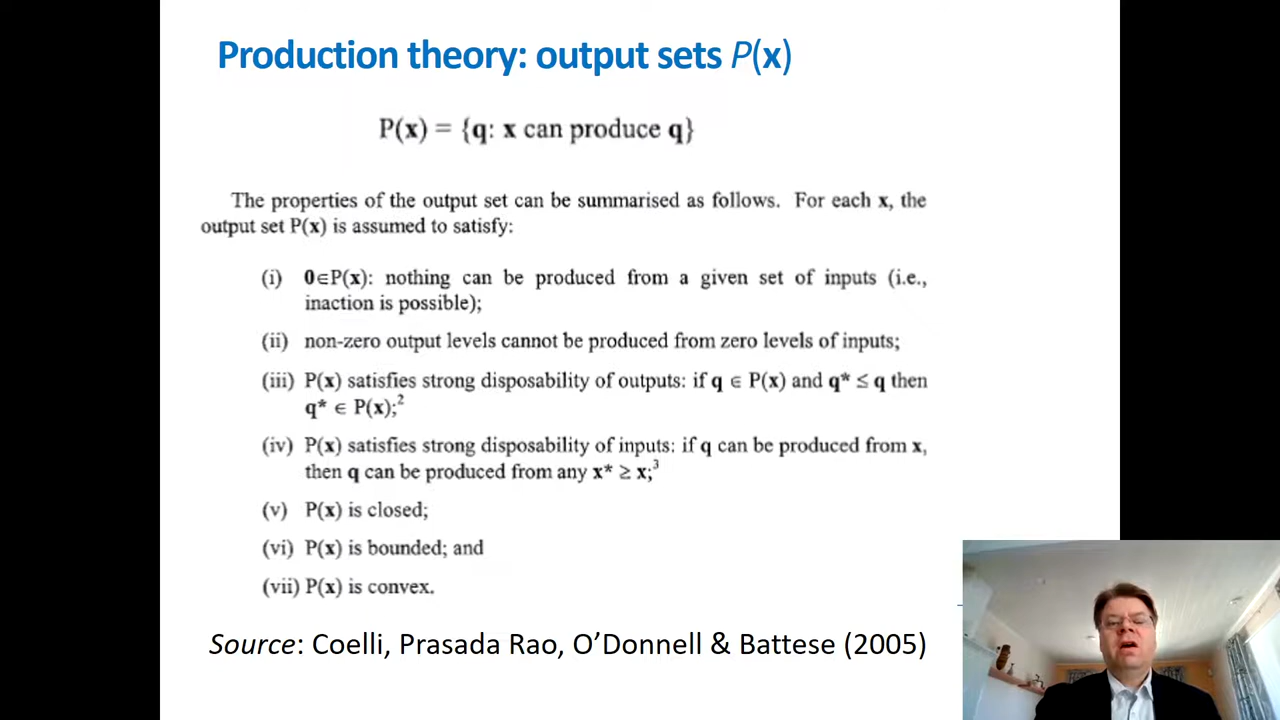 Production theory: output sets P(x)
P(x) = {q: x can produce q}
The properties of the output set can be summarised as follows. For each x, the
output set P(x) is assumed to satisfy:
(i) 0∈P(x): nothing can be produced from a given set of inputs (i.e.,
inaction is possible);
(ii) non-zero output levels cannot be produced from zero levels of inputs;
(iii) P(x) satisfies strong disposability of outputs: if q ∈ P(x) and q* ≤ q then
q* ∈ P(x);²
(iv) P(x) satisfies strong disposability of inputs: if q can be produced from x,
then q can be produced from any x* ≥ x;³
(v) P(x) is closed;
(vi) P(x) is bounded; and
(vii) P(x) is convex.
Source: Coelli, Prasada Rao, O’Donnell & Battese (2005)